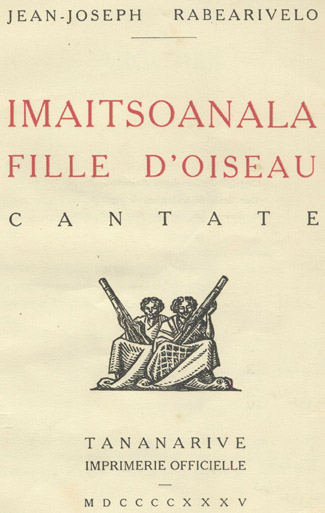 JEAN-JOSEPH RABEARIVELO
IMAITSOANALA
FILLE D'OISEAU
CANTATE
TANANARIVE
IMPRIMERIE OFFICIELLE
MDCCCCXXXV